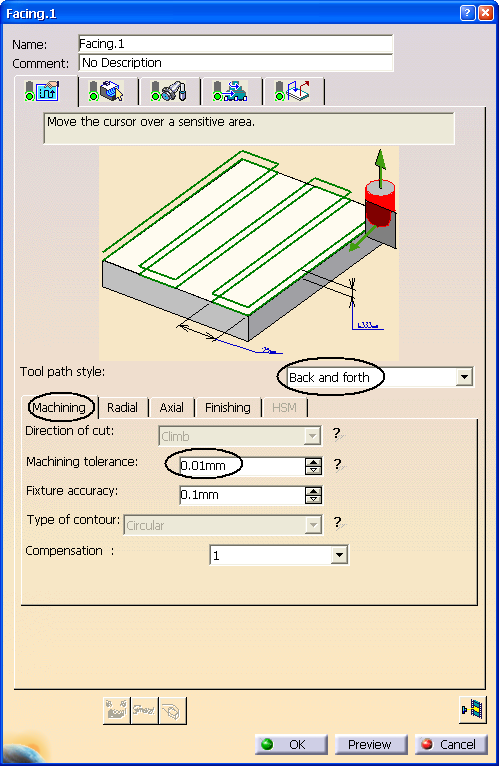 Facing.1
Name: Facing.1
Comment: No Description
Move the cursor over a sensitive area.
Tool path style: Back and forth
Machining Radial Axial Finishing HSM
Direction of cut: Climb ?
Machining tolerance: 0.01mm ?
Fixture accuracy: 0.1mm
Type of contour: Circular ?
Compensation : 1
OK Preview Cancel